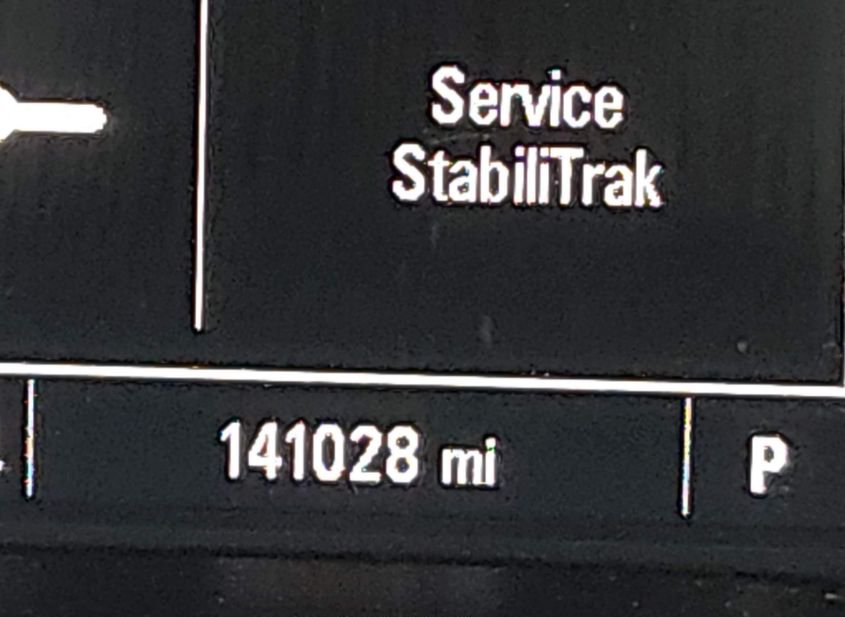 Service
StabiliTrak
141028 mi P